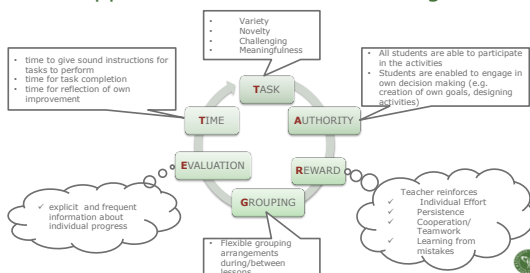 • Variety
• Novelty
• Challenging
• Meaningfulness
• time to give sound instructions for
tasks to perform
• time for task completion
• time for reflection of own
improvement
• All students are able to participate
in the activities
• Students are enabled to engage in
own decision making (e.g.
creation of own goals, designing
activities)
TASK
TIME
AUTHORITY
EVALUATION
REWARD
GROUPING
✓ explicit and frequent
information about
individual progress
Teacher reinforces
✓ Individual Effort
✓ Persistence
✓ Cooperation/
Teamwork
✓ Learning from
mistakes
• Flexible grouping
arrangements
during/between
lessons